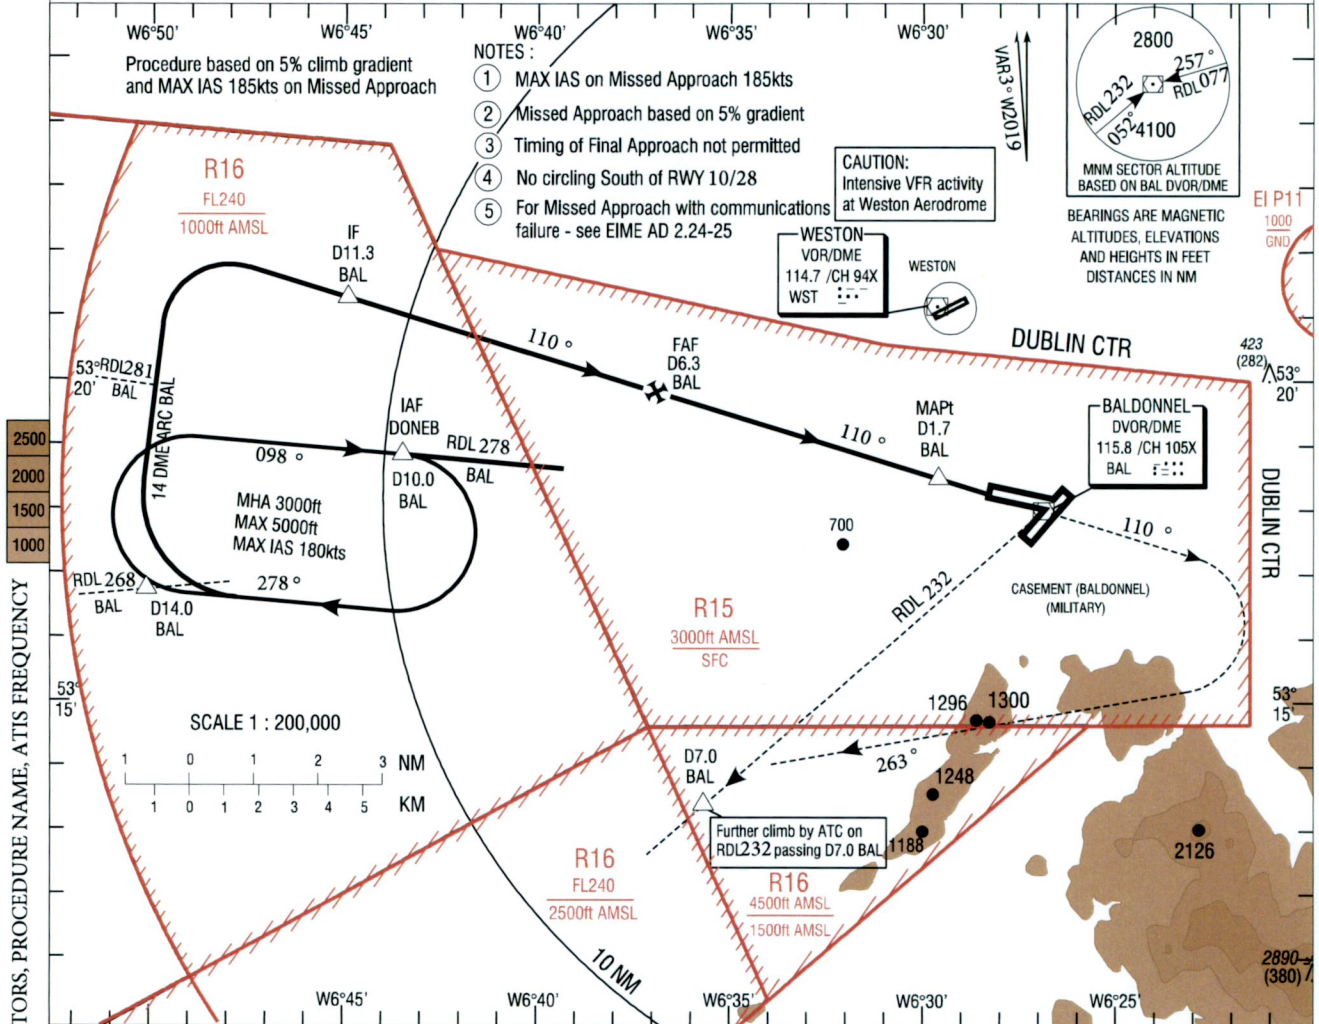 W6°50'
W6°45'
W6°35'
W6°30'
Procedure based on 5% climb gradient
and MAX IAS 185kts on Missed Approach
NOTES :
1 MAX IAS on Missed Approach 185kts
2 Missed Approach based on 5% gradient
3 Timing of Final Approach not permitted
4 No circling South of RWY 10/28
5 For Missed Approach with communications
failure - see EIME AD 2.24-25
VAR 3° W2019
2800
257°
RDL077
RDL232
052°
4100
MNM SECTOR ALTITUDE
BASED ON BAL DVOR/DME
BEARINGS ARE MAGNETIC
ALTITUDES, ELEVATIONS
AND HEIGHTS IN FEET
DISTANCES IN NM
EI P11
1000
GND
CAUTION:
Intensive VFR activity
at Weston Aerodrome
WESTON
VOR/DME
114.7 /CH 94X
WST
WESTON
R16
FL240
1000ft AMSL
IF
D11.3
BAL
110 °
FAF
D6.3
BAL
DUBLIN CTR
423
(282)
53°
20'
53°
20'
RDL281
BAL
14 DME ARC BAL
IAF
DONEB
098 °
RDL 278
BAL
D10.0
BAL
MHA 3000ft
MAX 5000ft
MAX IAS 180kts
278 °
RDL 268
BAL
D14.0
BAL
110 °
MAPt
D1.7
BAL
BALDONNEL
DVOR/DME
115.8 /CH 105X
BAL
110 °
DUBLIN CTR
2500
2000
1500
1000
700
RDL 232
CASEMENT (BALDONNEL)
(MILITARY)
R15
3000ft AMSL
SFC
53°
15'
53°
15'
1296
1300
SCALE 1 : 200,000
1 0 1 2 3 NM
1 0 1 2 3 4 5 KM
D7.0
BAL
263°
1248
Further climb by ATC on
RDL232 passing D7.0 BAL
1188
2126
R16
FL240
2500ft AMSL
R16
4500ft AMSL
1500ft AMSL
2890
(380)
10 NM
W6°45'
W6°40'
W6°35'
W6°30'
W6°25'
TORS, PROCEDURE NAME, ATIS FREQUENCY